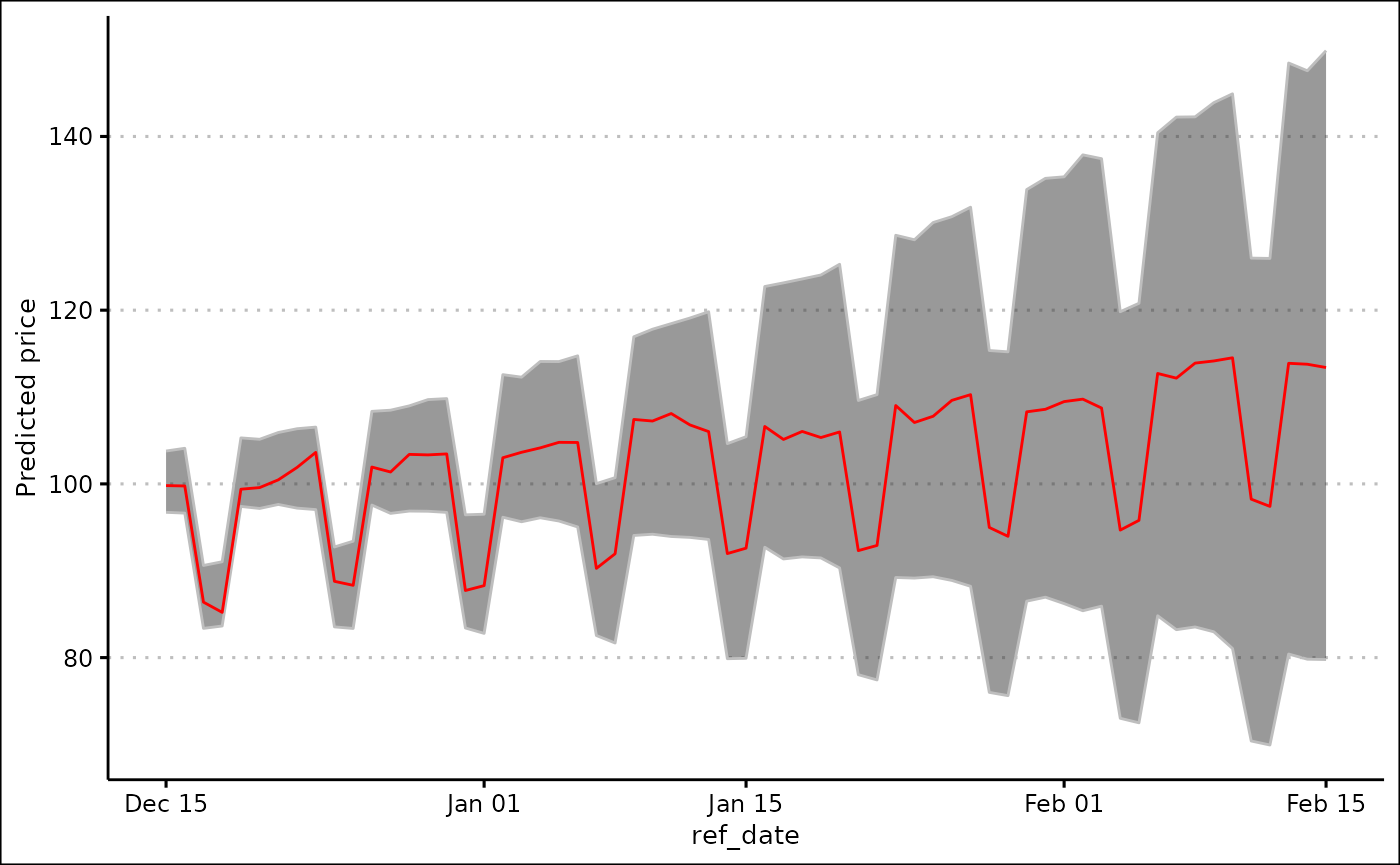 140
120
100
80
Predicted price
Dec 15
Jan 01
Jan 15
Feb 01
Feb 15
ref_date